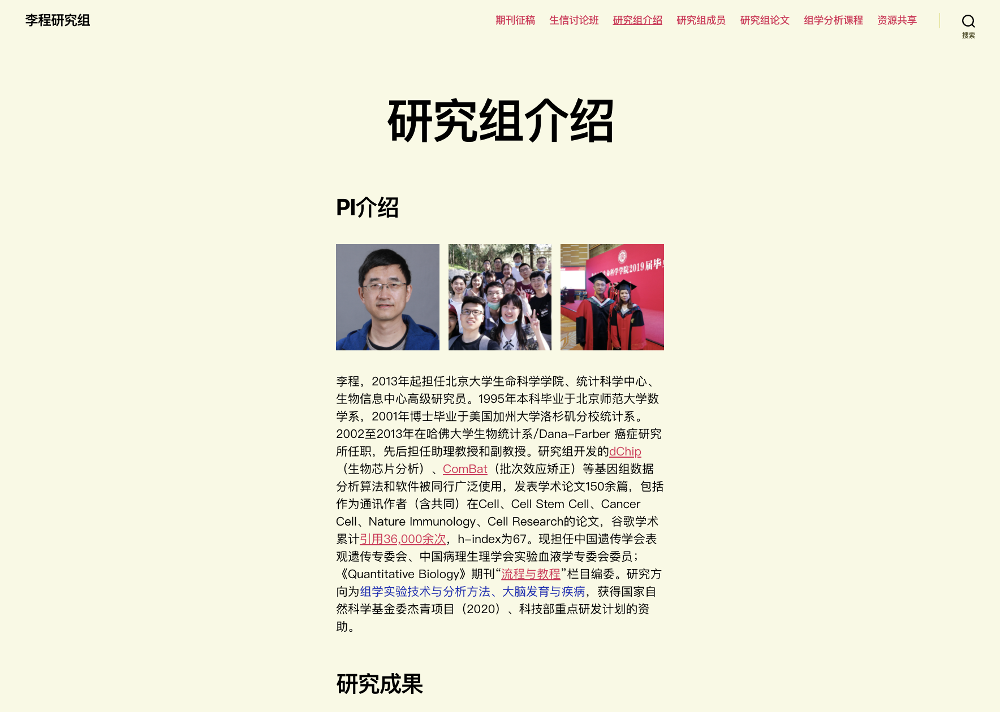 李程研究组
期刊征稿 生信讨论班 研究组介绍 研究组成员 研究组论文 组学分析课程 资源共享
搜索
研究组介绍
PI介绍
生命科学学院2019届毕业
李程，2013年起担任北京大学生命科学学院、统计科学中心、
生物信息中心高级研究员。1995年本科毕业于北京师范大学数
学系，2001年博士毕业于美国加州大学洛杉矶分校统计系。
2002至2013年在哈佛大学生物统计系/Dana-Farber 癌症研究
所任职，先后担任助理教授和副教授。研究组开发的dChip
（生物芯片分析）、ComBat（批次效应矫正）等基因组数据
分析算法和软件被同行广泛使用，发表学术论文150余篇，包括
作为通讯作者（含共同）在Cell、Cell Stem Cell、Cancer
Cell、Nature Immunology、Cell Research的论文，谷歌学术
累计引用36,000余次，h-index为67。现担任中国遗传学会表
观遗传专委会、中国病理生理学会实验血液学专委会委员；
《Quantitative Biology》期刊“流程与教程”栏目编委。研究方
向为组学实验技术与分析方法、大脑发育与疾病，获得国家自
然科学基金委杰青项目（2020）、科技部重点研发计划的资
助。
研究成果